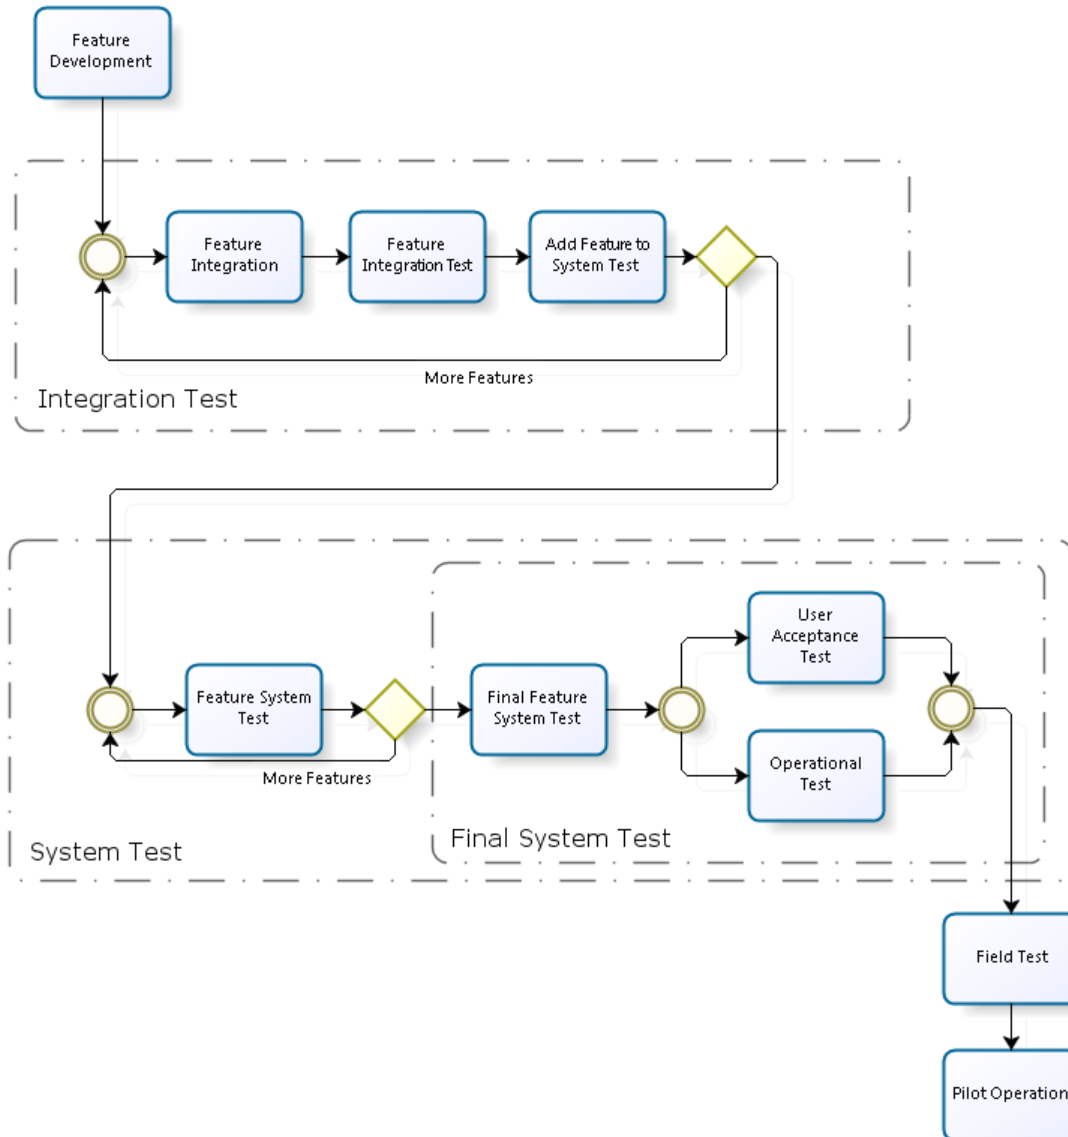 Feature
Development
Feature
Integration
Feature
Integration Test
Add Feature to
System Test
More Features
Integration Test
User
Acceptance
Test
Feature System
Test
Final Feature
System Test
Operational
Test
More Features
Final System Test
System Test
Field Test
Pilot Operation